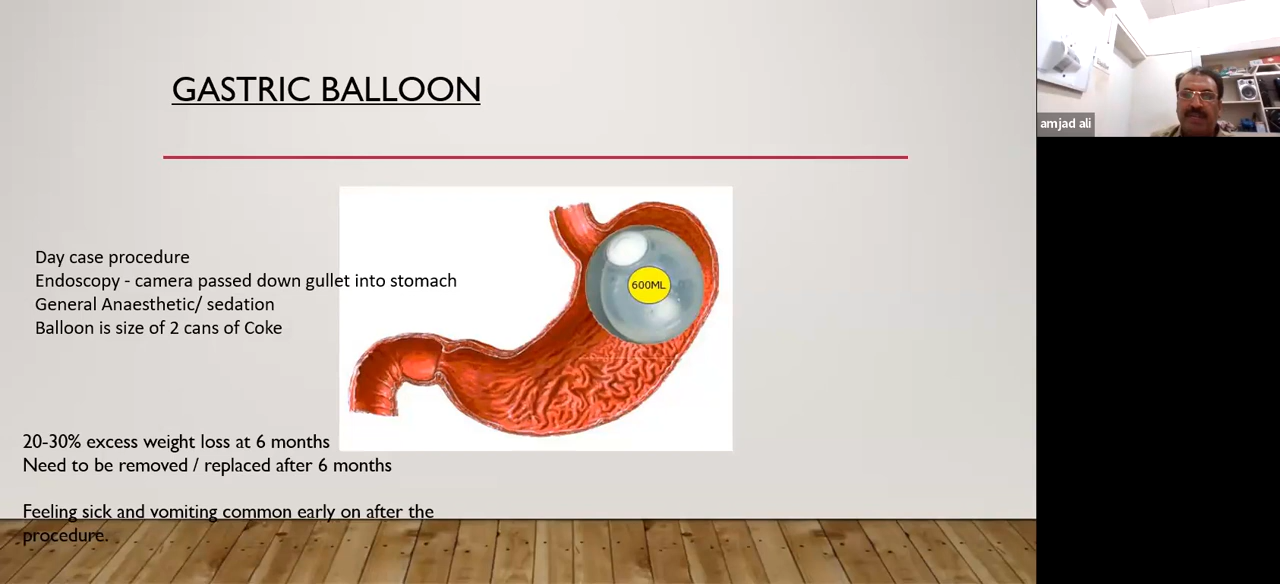 GASTRIC BALLOON
Day case procedure
Endoscopy - camera passed down gullet into stomach
General Anaesthetic/ sedation
Balloon is size of 2 cans of Coke
600ML
20-30% excess weight loss at 6 months
Need to be removed / replaced after 6 months
Feeling sick and vomiting common early on after the
procedure.
amjad ali